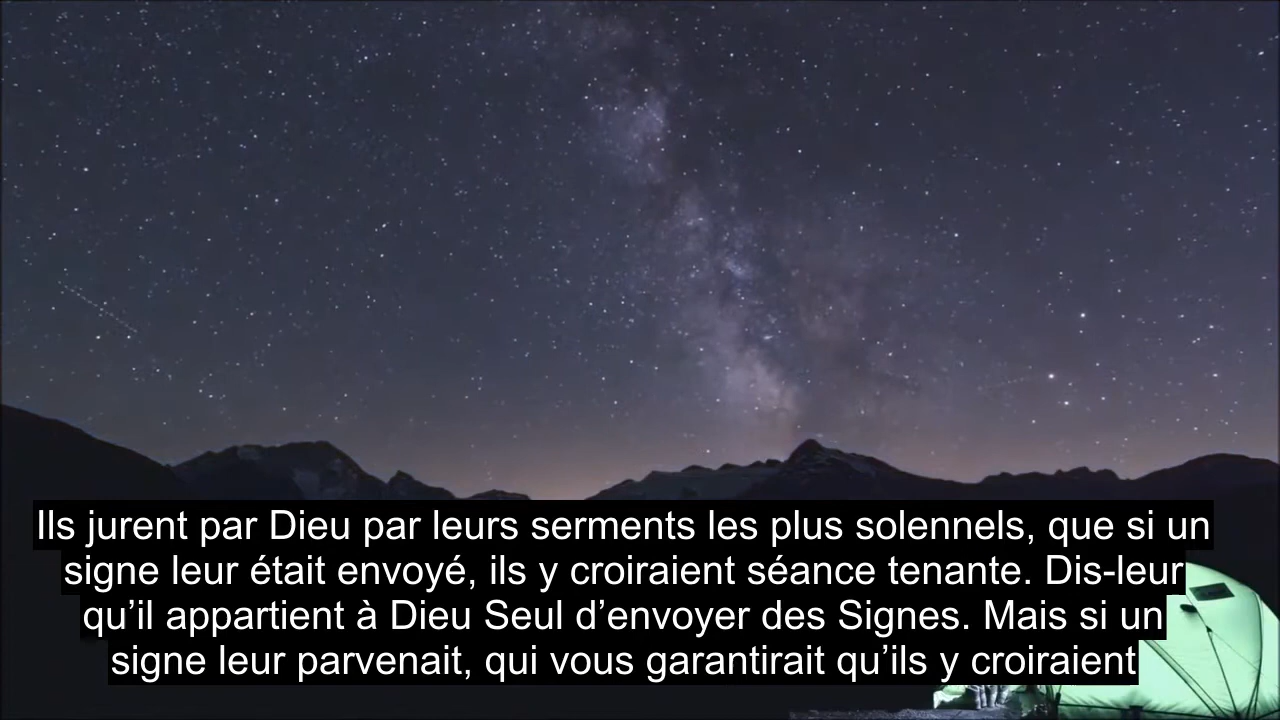 Ils jurent par Dieu par leurs serments les plus solennels, que si un
signe leur était envoyé, ils y croiraient séance tenante. Dis-leur
qu’il appartient à Dieu Seul d’envoyer des Signes. Mais si un
signe leur parvenait, qui vous garantirait qu’ils y croiraient